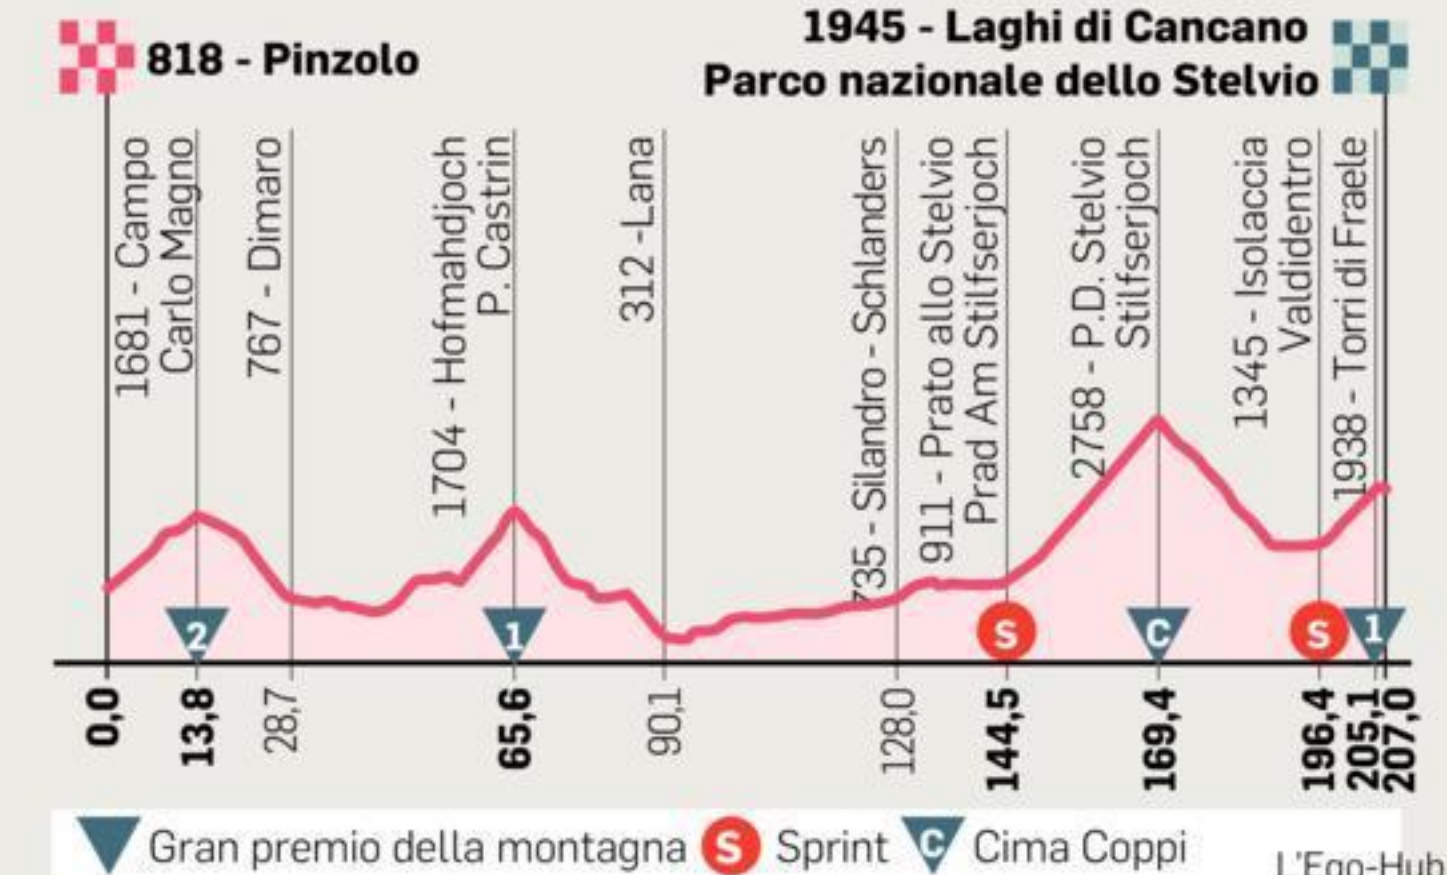 818 - Pinzolo
1945 - Laghi di Cancano
Parco nazionale dello Stelvio
1681 - Campo
Carlo Magno
767 - Dimaro
1704 - Hofmahdjoch
P. Castrin
312 -Lana
735 - Silandro - Schlanders
911 - Prato allo Stelvio
Prad Am Stilfserjoch
2758 - P.D. Stelvio
Stilfserjoch
1345 - Isolaccia
Valdidentro
1938 - Torri di Fraele
2
1
S
C
S
1
0,0
13,8
28,7
65,6
90,1
128,0
144,5
169,4
196,4
205,1
207,0
Gran premio della montagna
S Sprint
C Cima Coppi
L'Ego-Hub